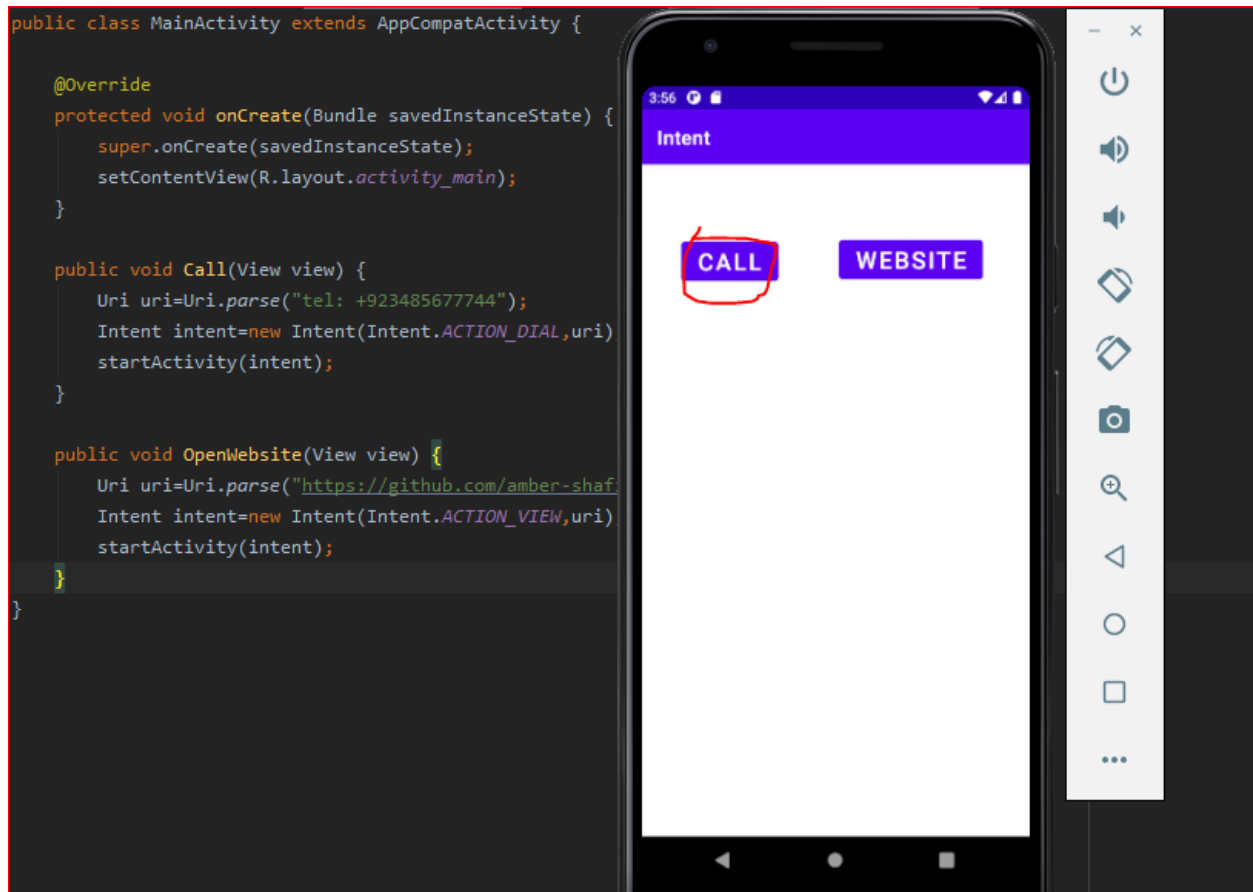 public class MainActivity extends AppCompatActivity {
@Override
protected void onCreate(Bundle savedInstanceState) {
super.onCreate(savedInstanceState);
setContentView(R.layout.activity_main);
}
public void Call(View view) {
Uri uri=Uri.parse("tel: +923485677744");
Intent intent=new Intent(Intent.ACTION_DIAL,uri)
startActivity(intent);
}
public void OpenWebsite(View view) {
Uri uri=Uri.parse("https://github.com/amber-shaf
Intent intent=new Intent(Intent.ACTION_VIEW,uri)
startActivity(intent);
}
}
3:56
Intent
CALL WEBSITE